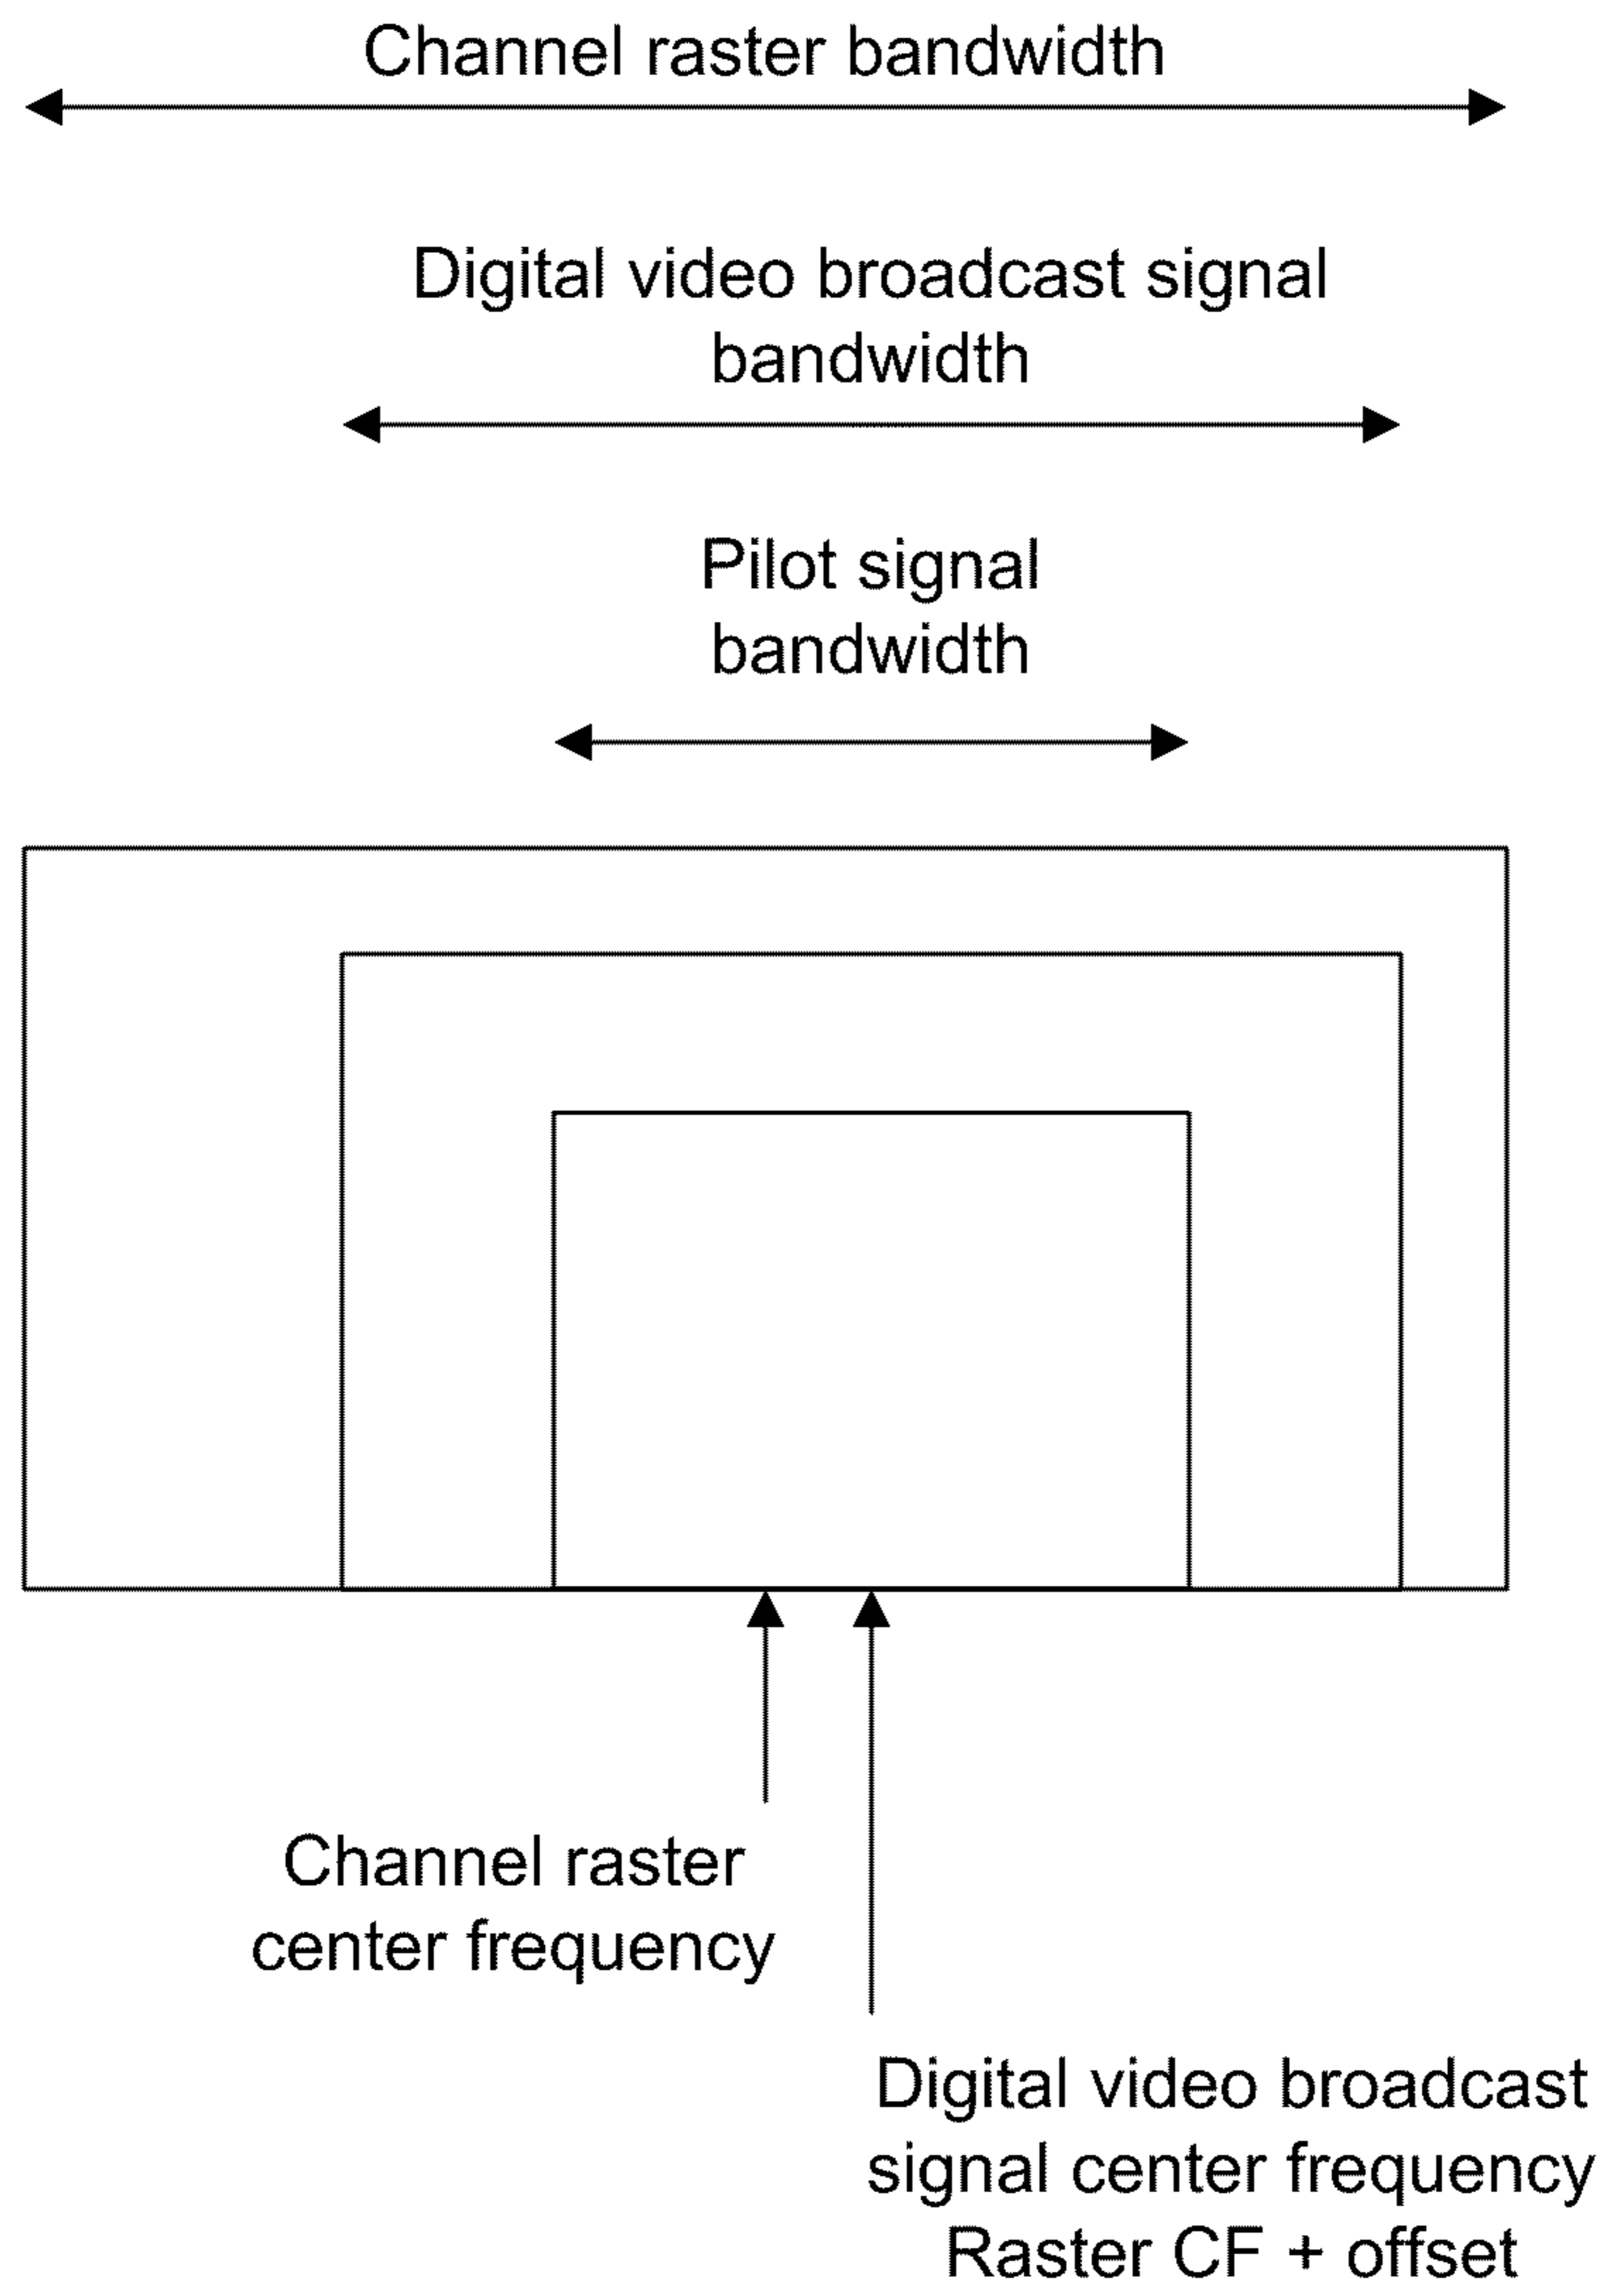 Channel raster bandwidth
Digital video broadcast signal
bandwidth
Pilot signal
bandwidth
Channel raster
center frequency
Digital video broadcast
signal center frequency
Raster CF + offset